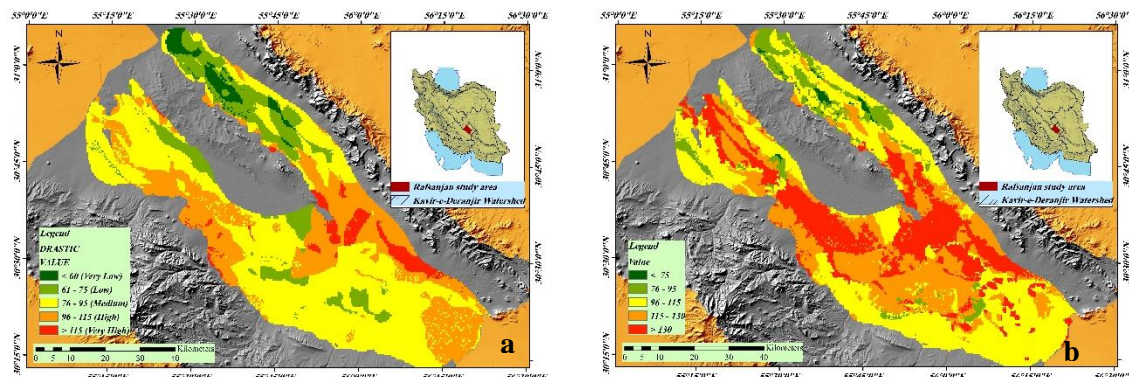 55°0'0"E 55°15'0"E 55°30'0"E 55°45'0"E 56°0'0"E 56°15'0"E 56°30'0"E
N
Rafsanjan study area
Kavir-e-Deranjir Watershed
Legend
DRASTIC
VALUE
< 60 (Very Low)
61 - 75 (Low)
76 - 95 (Medium)
96 - 115 (High)
> 115 (Very High)
0 5 10 20 30 40
Kilometers
a
55°0'0"E 55°15'0"E 55°30'0"E 55°45'0"E 56°0'0"E 56°15'0"E 56°30'0"E
N
Rafsanjan study area
Kavir-e-Deranjir Watershed
Legend
Value
< 75
76 - 95
96 - 115
115 - 130
> 130
0 5 10 20 30 40
Kilometers
b